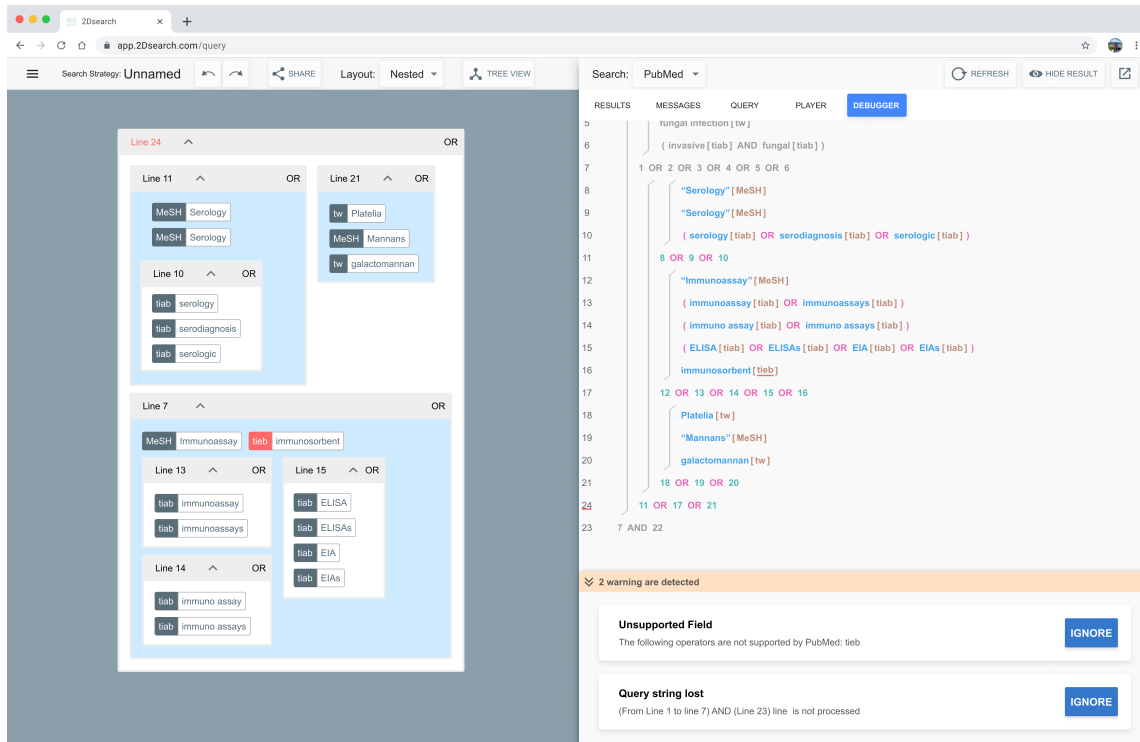 2Dsearch × +
app.2Dsearch.com/query
Search Strategy: Unnamed SHARE Layout: Nested TREE VIEW
Line 24 OR
Line 11 OR
MeSH Serology
MeSH Serology
Line 10 OR
tiab serology
tiab serodiagnosis
tiab serologic
Line 21 OR
tw Platelia
MeSH Mannans
tw galactomannan
Line 7 OR
MeSH Immunoassay tieb immunosorbent
Line 13 OR
tiab immunoassay
tiab immunoassays
Line 15 OR
tiab ELISA
tiab ELISAs
tiab EIA
tiab EIAs
Line 14 OR
tiab immuno assay
tiab immuno assays
Search: PubMed REFRESH HIDE RESULT
RESULTS MESSAGES QUERY PLAYER DEBUGGER
5 fungal infection[tw]
6 ( invasive[tiab] AND fungal[tiab] )
7 1 OR 2 OR 3 OR 4 OR 5 OR 6
8 “Serology”[MeSH]
9 “Serology”[MeSH]
10 ( serology[tiab] OR serodiagnosis[tiab] OR serologic[tiab] )
11 8 OR 9 OR 10
12 “Immunoassay”[MeSH]
13 ( immunoassay[tiab] OR immunoassays[tiab] )
14 ( immuno assay[tiab] OR immuno assays[tiab] )
15 ( ELISA[tiab] OR ELISAs[tiab] OR EIA[tiab] OR EIAs[tiab] )
16 immunosorbent[tieb]
17 12 OR 13 OR 14 OR 15 OR 16
18 Platelia[tw]
19 “Mannans”[MeSH]
20 galactomannan[tw]
21 18 OR 19 OR 20
24 11 OR 17 OR 21
23 7 AND 22
2 warning are detected
Unsupported Field
The following operators are not supported by PubMed: tieb
IGNORE
Query string lost
(From Line 1 to line 7) AND (Line 23) line is not processed
IGNORE